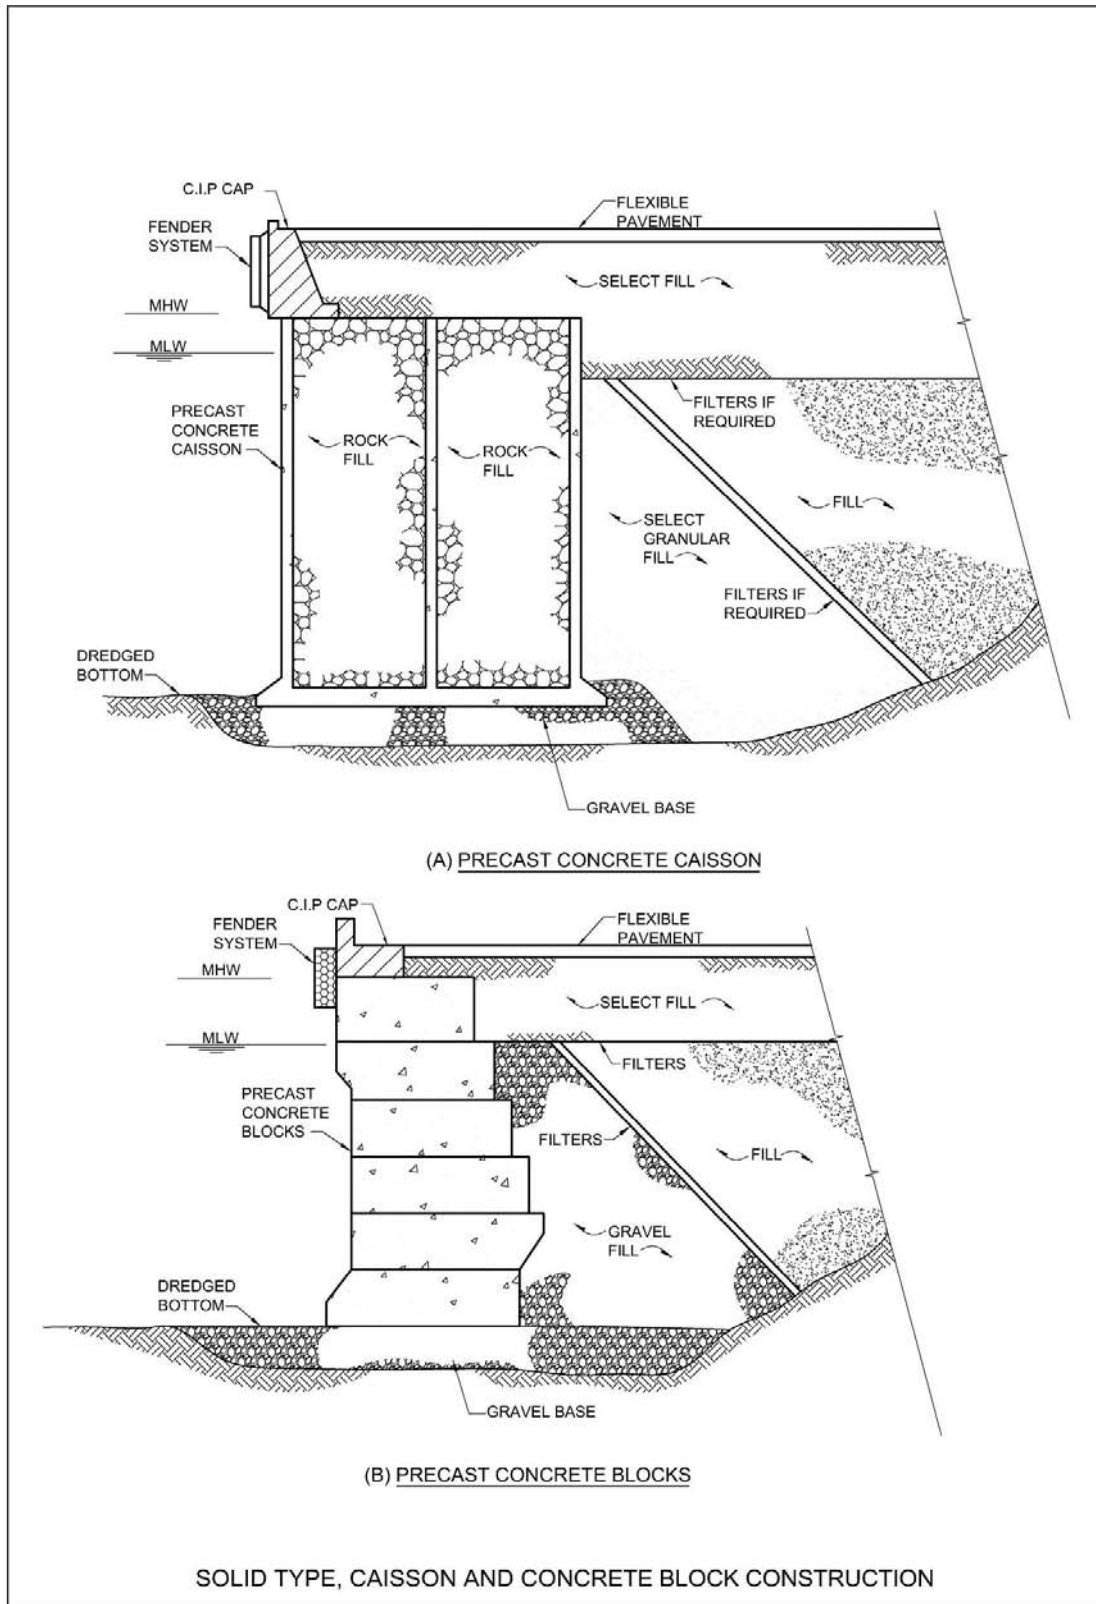 C.I.P CAP
FENDER
SYSTEM
FLEXIBLE
PAVEMENT
SELECT FILL
MHW
MLW
PRECAST
CONCRETE
CAISSON
ROCK
FILL
ROCK
FILL
FILTERS IF
REQUIRED
FILL
SELECT
GRANULAR
FILL
FILTERS IF
REQUIRED
DREDGED
BOTTOM
GRAVEL BASE
(A) PRECAST CONCRETE CAISSON
C.I.P CAP
FENDER
SYSTEM
FLEXIBLE
PAVEMENT
MHW
SELECT FILL
MLW
FILTERS
PRECAST
CONCRETE
BLOCKS
FILTERS
FILL
GRAVEL
FILL
DREDGED
BOTTOM
GRAVEL BASE
(B) PRECAST CONCRETE BLOCKS
SOLID TYPE, CAISSON AND CONCRETE BLOCK CONSTRUCTION